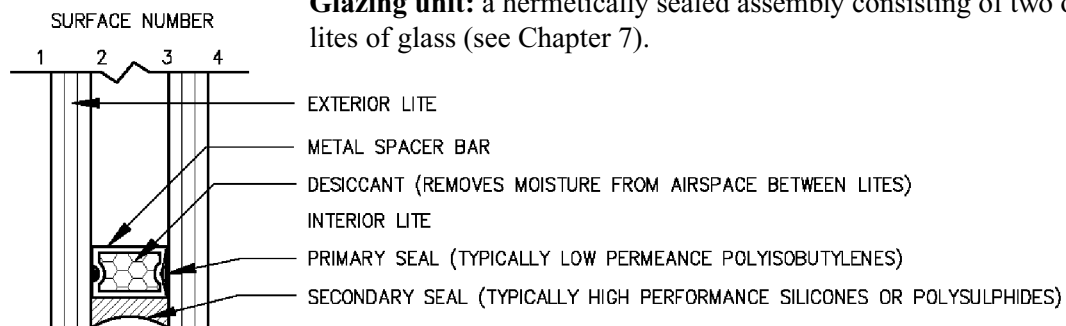 Glazing unit: a hermetically sealed assembly consisting of two
lites of glass (see Chapter 7).
SURFACE NUMBER
1 2 3 4
EXTERIOR LITE
METAL SPACER BAR
DESICCANT (REMOVES MOISTURE FROM AIRSPACE BETWEEN LITES)
INTERIOR LITE
PRIMARY SEAL (TYPICALLY LOW PERMEANCE POLYISOBUTYLENES)
SECONDARY SEAL (TYPICALLY HIGH PERFORMANCE SILICONES OR POLYSULPHIDES)